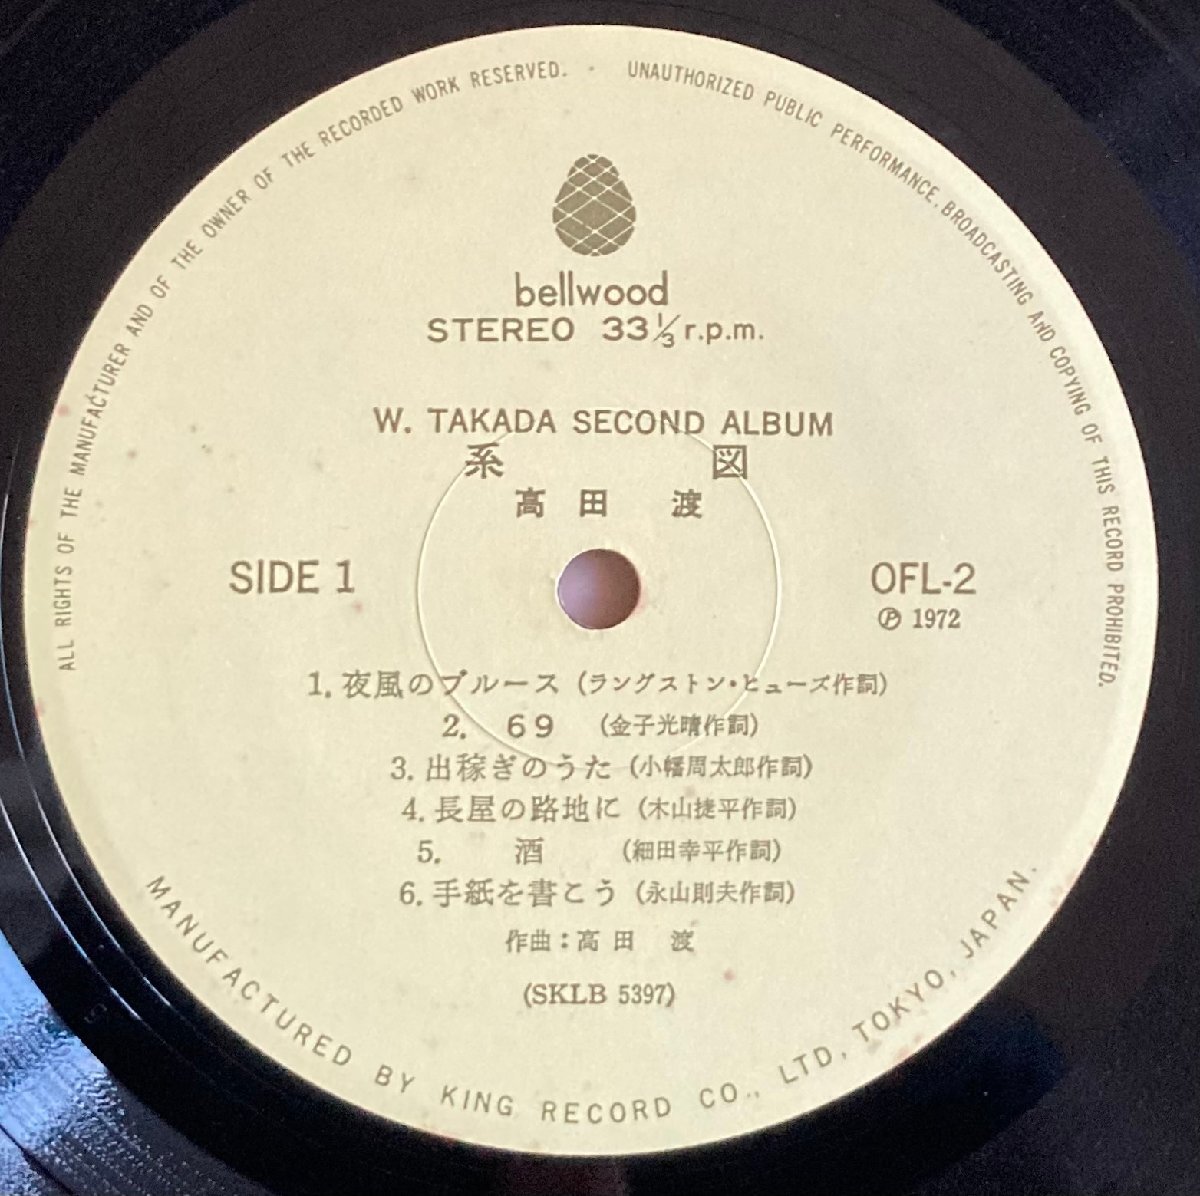 ALL RIGHTS OF THE MANUFACTURER AND OF THE OWNER OF THE RECORDED WORK RESERVED. · UNAUTHORIZED PUBLIC PERFORMANCE, BROADCASTING AND COPYING OF THIS RECORD PROHIBITED.
bellwood
STEREO 33⅓ r.p.m.
W. TAKADA SECOND ALBUM
系 図
高田 渡
SIDE 1
OFL-2
℗ 1972
1. 夜風のブルース (ラングストン・ヒューズ作詞)
2. 69 (金子光晴作詞)
3. 出稼ぎのうた (小幡周太郎作詞)
4. 長屋の路地に (木山捷平作詞)
5. 酒 (細田幸平作詞)
6. 手紙を書こう (永山則夫作詞)
作曲:高田 渡
(SKLB 5397)
MANUFACTURED BY KING RECORD CO., LTD, TOKYO, JAPAN.